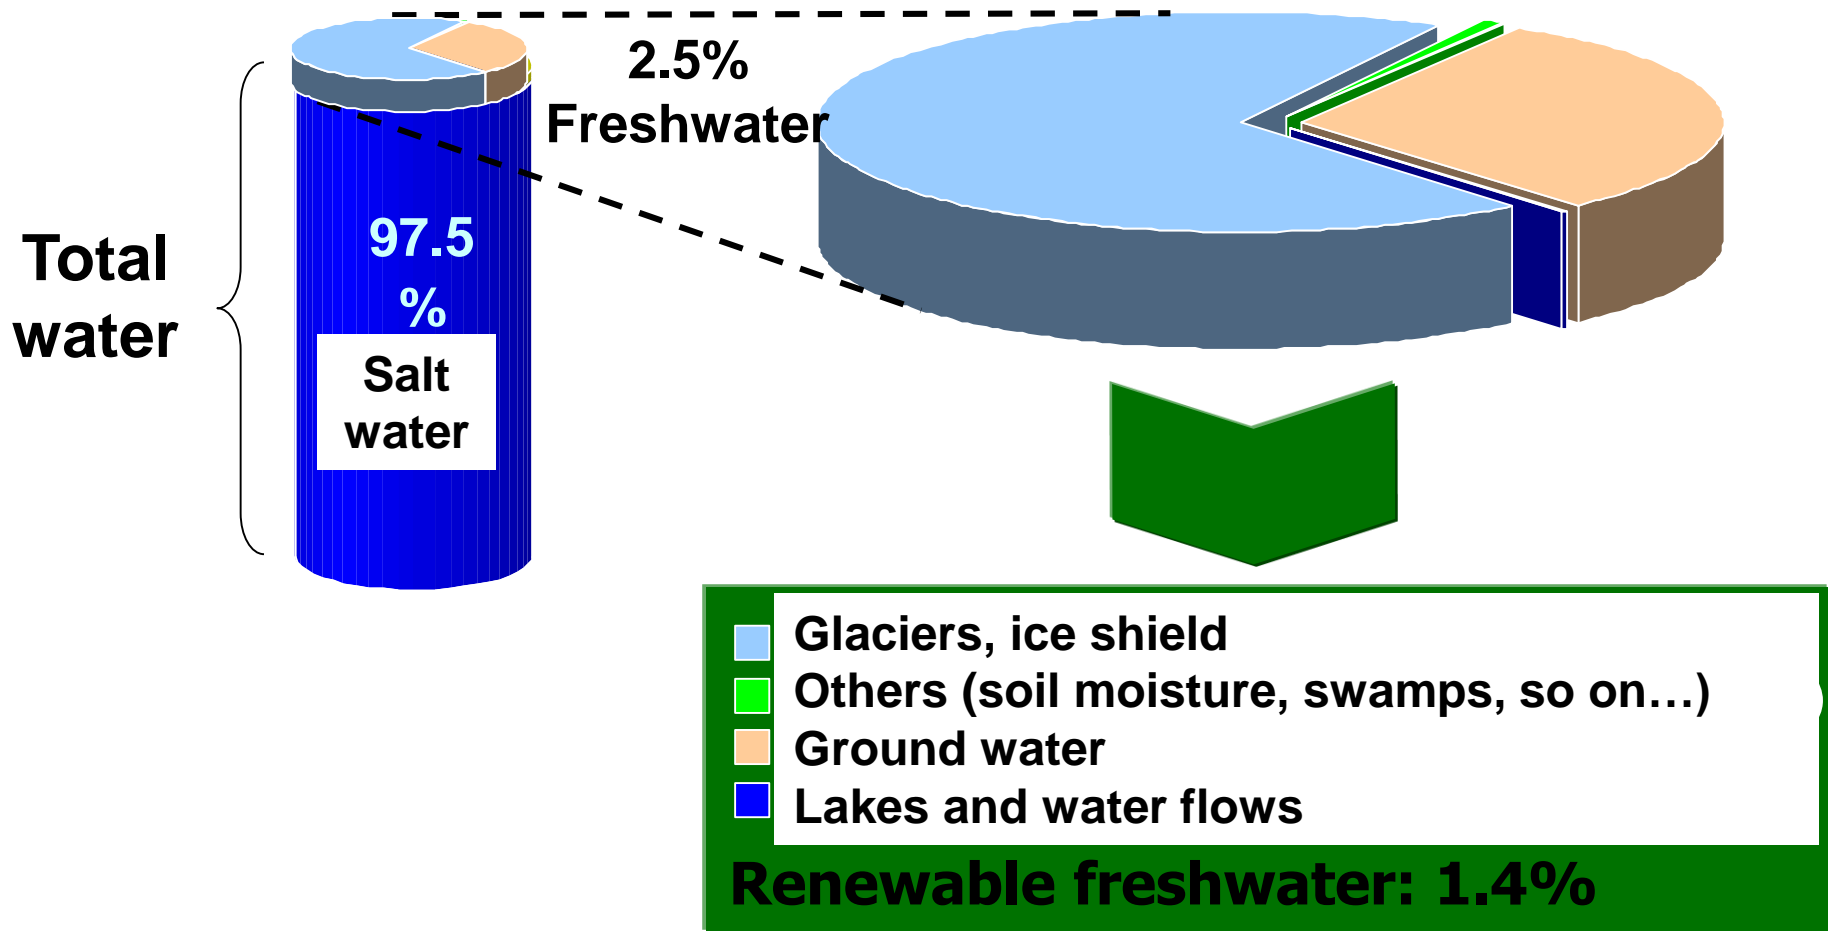 2.5%
Freshwater
Total
water
97.5
%
Salt
water
Glaciers, ice shield
Others (soil moisture, swamps, so on…)
Ground water
Lakes and water flows
Renewable freshwater: 1.4%